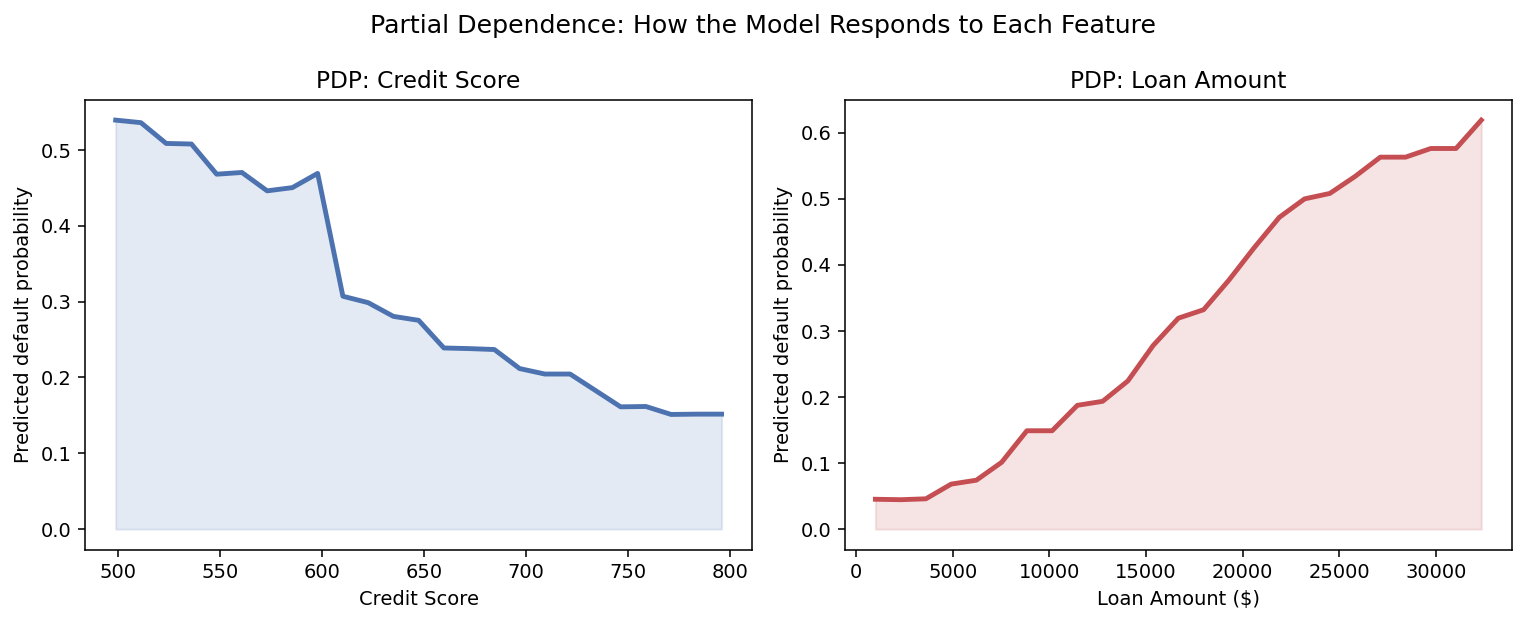 Partial Dependence: How the Model Responds to Each Feature
PDP: Credit Score
Predicted default probability
0.5
0.4
0.3
0.2
0.1
0.0
500 550 600 650 700 750 800
Credit Score
PDP: Loan Amount
Predicted default probability
0.6
0.5
0.4
0.3
0.2
0.1
0.0
0 5000 10000 15000 20000 25000 30000
Loan Amount ($)